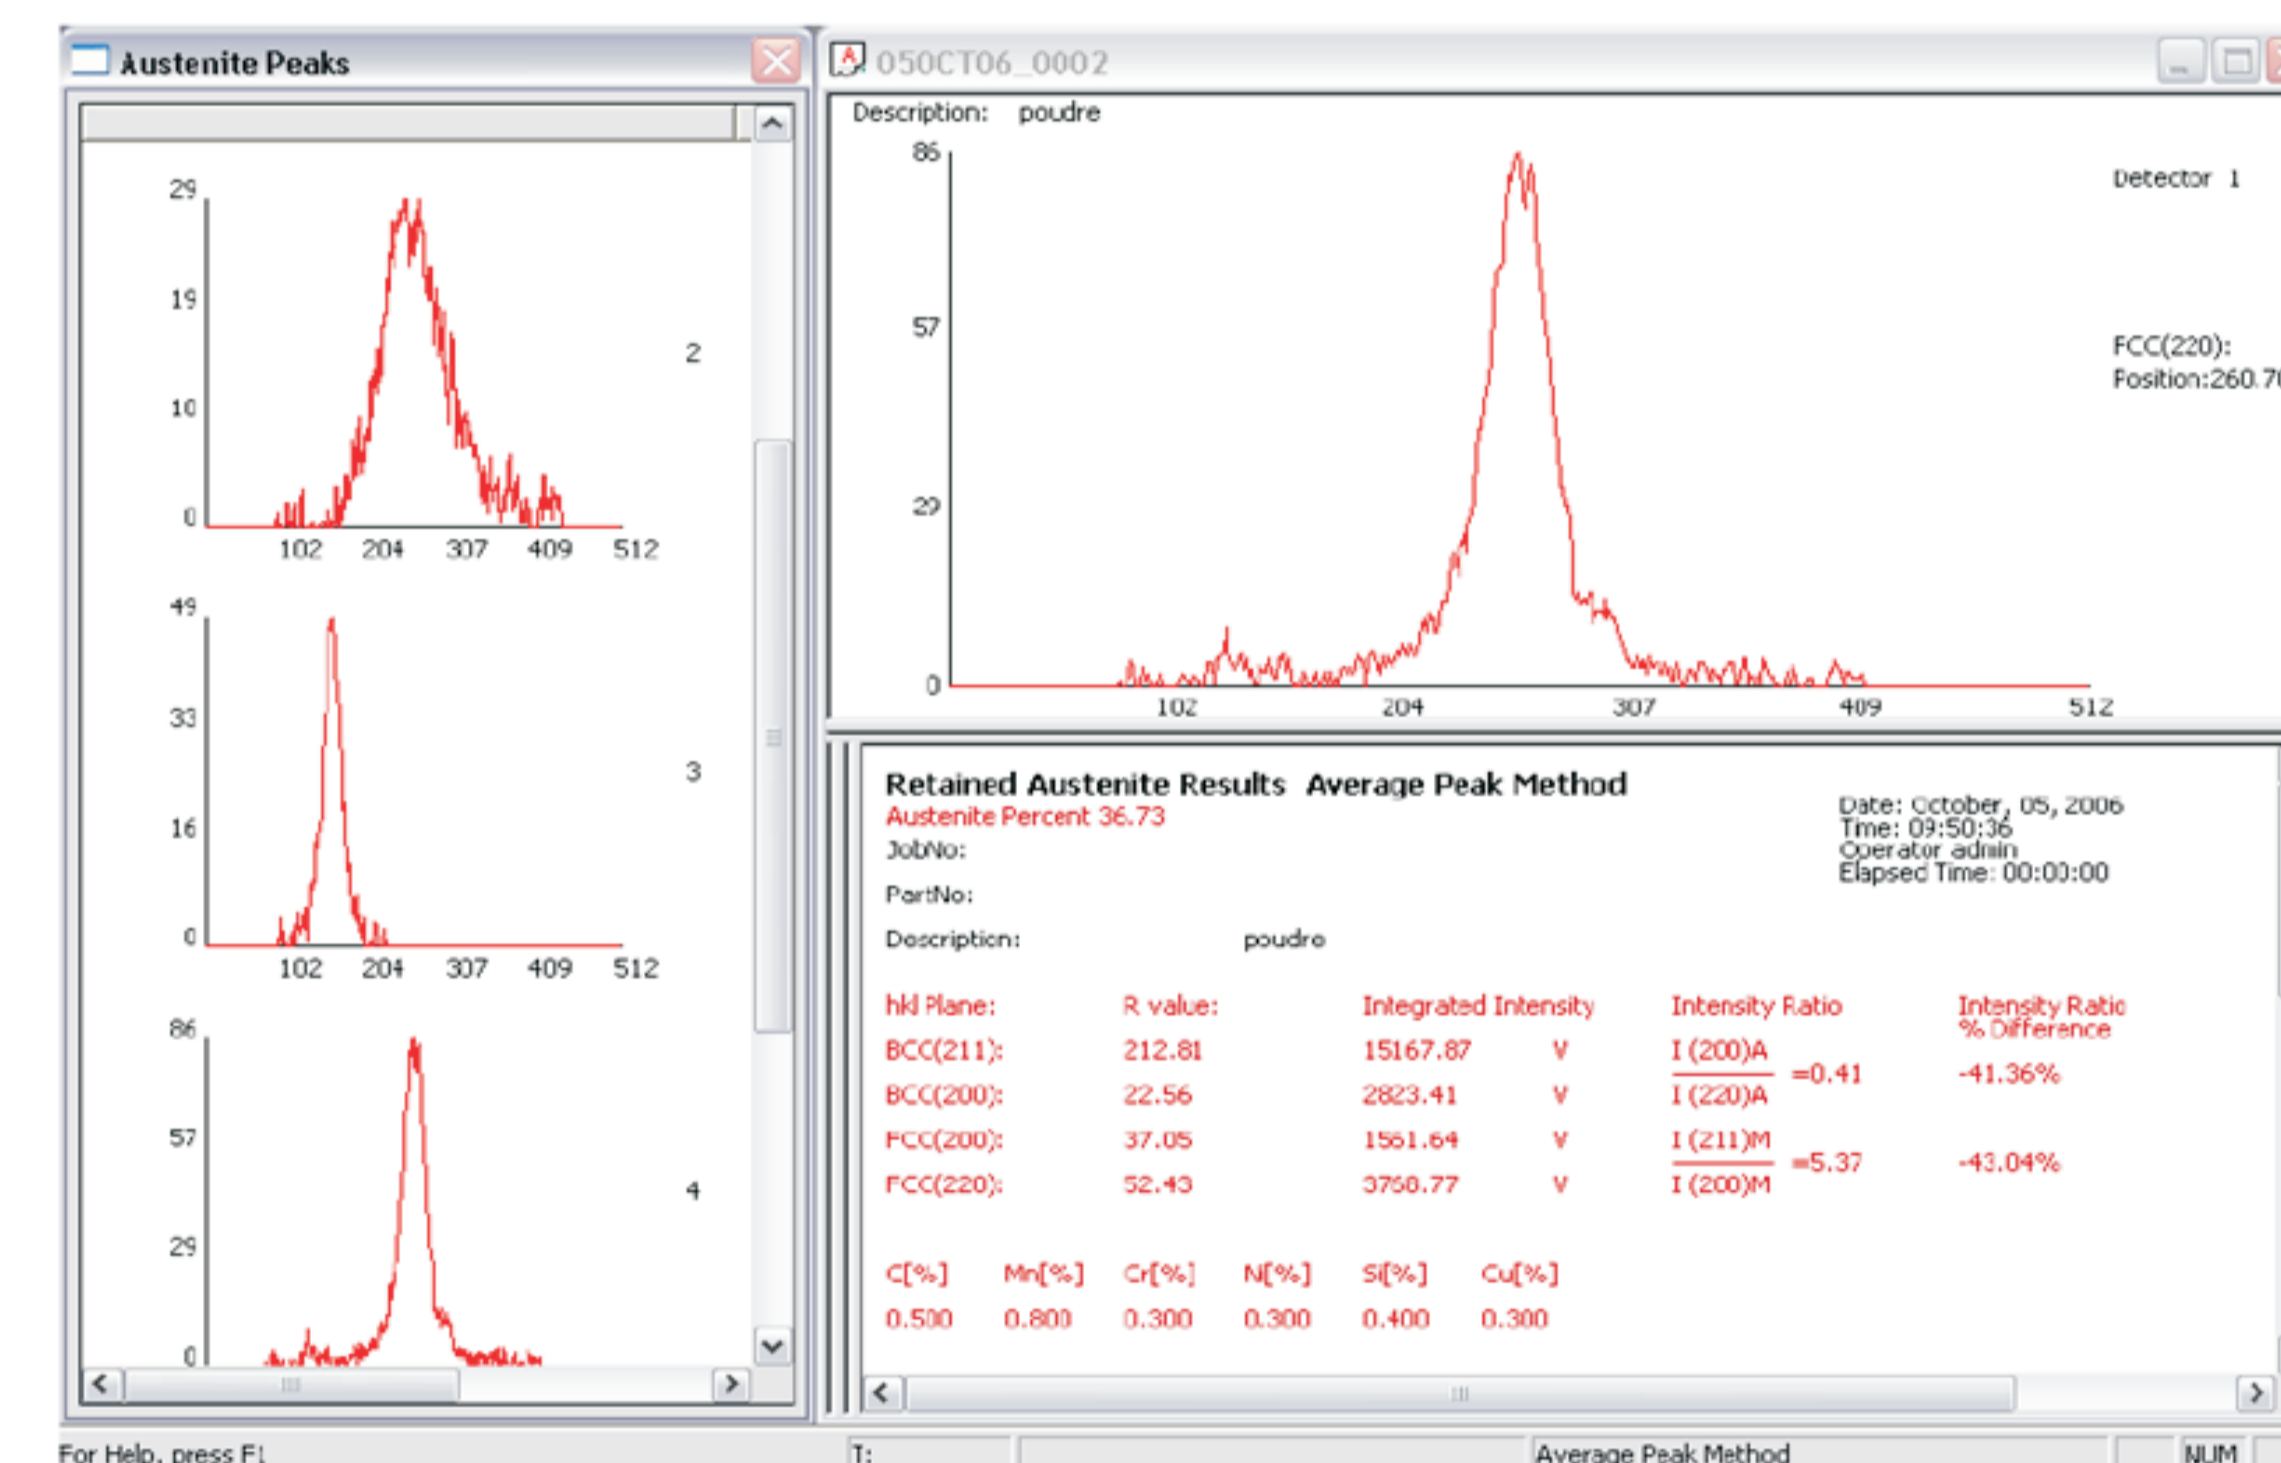 Austenite Peaks
29
19
10
0
102 204 307 409 512
2
49
33
16
0
102 204 307 409 512
3
86
57
29
0
4
05OCT06_0002
Description: poudre
86
57
29
0
102 204 307 409 512
Detector 1
FCC(220):
Position:260.70
Retained Austenite Results Average Peak Method
Austenite Percent 36.73
JobNo:
PartNo:
Description: poudre
Date: October, 05, 2006
Time: 09:50:36
Operator admin
Elapsed Time: 00:00:00
hkl Plane: R value: Integrated Intensity Intensity Ratio Intensity Ratio
% Difference
BCC(211): 212.81 15167.87 V I (200)A
=0.41 -41.36%
BCC(200): 22.56 2823.41 V I (220)A
FCC(200): 37.05 1561.64 V I (211)M
=5.37 -43.04%
FCC(220): 52.43 3768.77 V I (200)M
C[%] Mn[%] Cr[%] N[%] Si[%] Cu[%]
0.500 0.800 0.300 0.300 0.400 0.300
For Help, press F1
T:
Average Peak Method
NUM